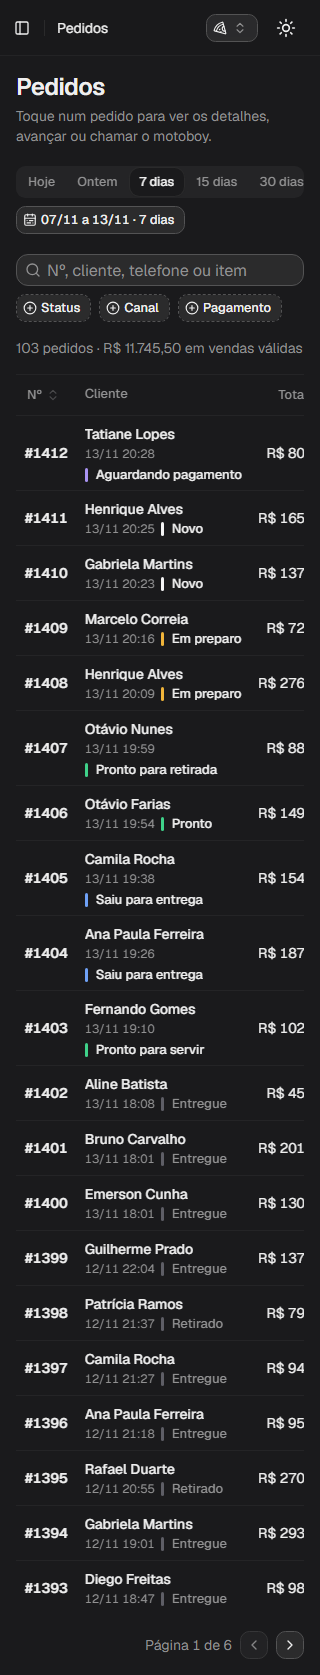 Pedidos
Pedidos
Toque num pedido para ver os detalhes,
avançar ou chamar o motoboy.
Hoje Ontem 7 dias 15 dias 30 dias
07/11 a 13/11 · 7 dias
Nº, cliente, telefone ou item
Status Canal Pagamento
103 pedidos · R$ 11.745,50 em vendas válidas
Nº Cliente Tota
Tatiane Lopes
#1412 13/11 20:28 R$ 80
Aguardando pagamento
Henrique Alves
#1411 13/11 20:25 Novo R$ 165
Gabriela Martins
#1410 13/11 20:23 Novo R$ 137
Marcelo Correia
#1409 13/11 20:16 Em preparo R$ 72
Henrique Alves
#1408 13/11 20:09 Em preparo R$ 276
Otávio Nunes
#1407 13/11 19:59 R$ 88
Pronto para retirada
Otávio Farias
#1406 13/11 19:54 Pronto R$ 149
Camila Rocha
#1405 13/11 19:38 R$ 154
Saiu para entrega
Ana Paula Ferreira
#1404 13/11 19:26 R$ 187
Saiu para entrega
Fernando Gomes
#1403 13/11 19:10 R$ 102
Pronto para servir
Aline Batista
#1402 13/11 18:08 Entregue R$ 45
Bruno Carvalho
#1401 13/11 18:01 Entregue R$ 201
Emerson Cunha
#1400 13/11 18:01 Entregue R$ 130
Guilherme Prado
#1399 12/11 22:04 Entregue R$ 137
Patrícia Ramos
#1398 12/11 21:37 Retirado R$ 79
Camila Rocha
#1397 12/11 21:27 Entregue R$ 94
Ana Paula Ferreira
#1396 12/11 21:18 Entregue R$ 95
Rafael Duarte
#1395 12/11 20:55 Retirado R$ 270
Gabriela Martins
#1394 12/11 19:01 Entregue R$ 293
Diego Freitas
#1393 12/11 18:47 Entregue R$ 98
Página 1 de 6